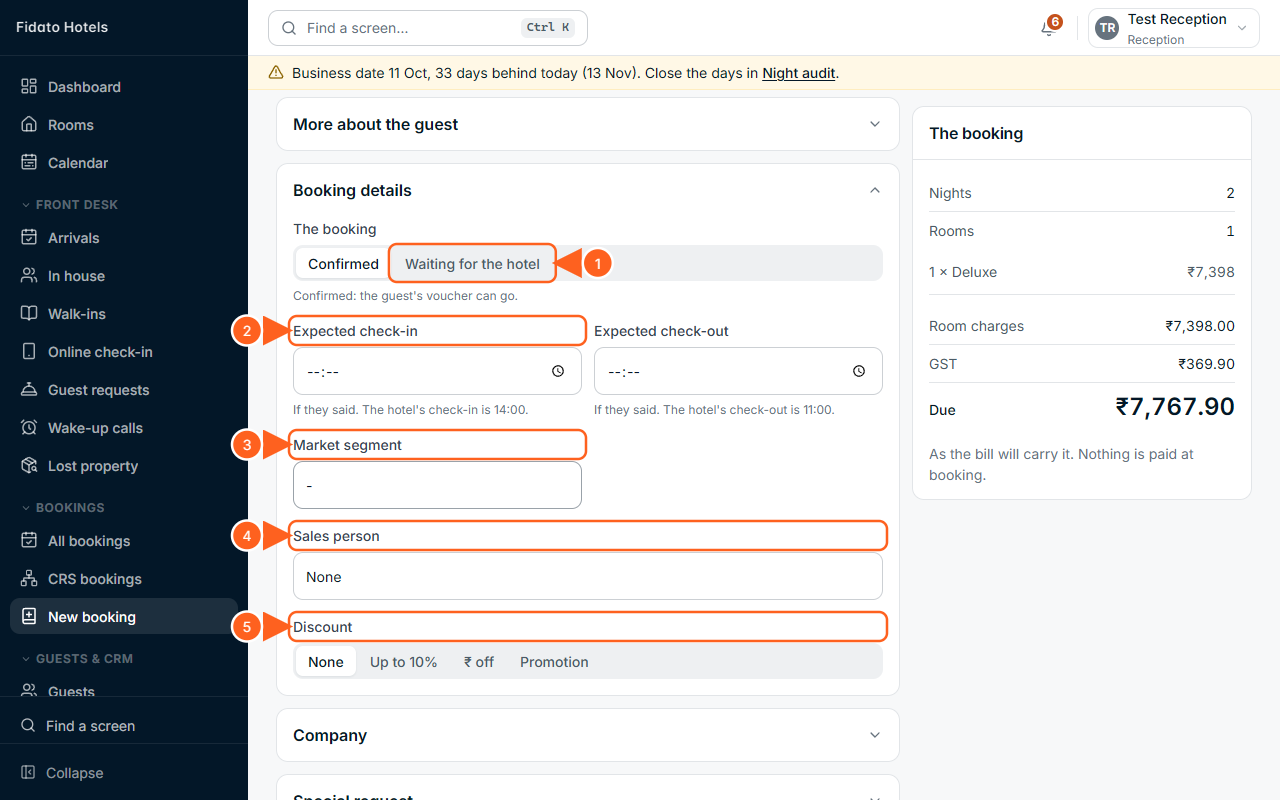 Fidato Hotels
Find a screen...
Ctrl K
6
TR
Test Reception
Reception
Business date 11 Oct, 33 days behind today (13 Nov). Close the days in Night audit.
Dashboard
Rooms
Calendar
FRONT DESK
Arrivals
In house
Walk-ins
Online check-in
Guest requests
Wake-up calls
Lost property
BOOKINGS
All bookings
CRS bookings
New booking
GUESTS & CRM
Guests
Find a screen
Collapse
More about the guest
Booking details
The booking
Confirmed
Waiting for the hotel
1
Confirmed: the guest's voucher can go.
2
Expected check-in
Expected check-out
--:--
--:--
If they said. The hotel's check-in is 14:00.
If they said. The hotel's check-out is 11:00.
3
Market segment
-
4
Sales person
None
5
Discount
None
Up to 10%
₹ off
Promotion
Company
Special request
The booking
Nights
2
Rooms
1
1 × Deluxe
₹7,398
Room charges
₹7,398.00
GST
₹369.90
Due
₹7,767.90
As the bill will carry it. Nothing is paid at
booking.